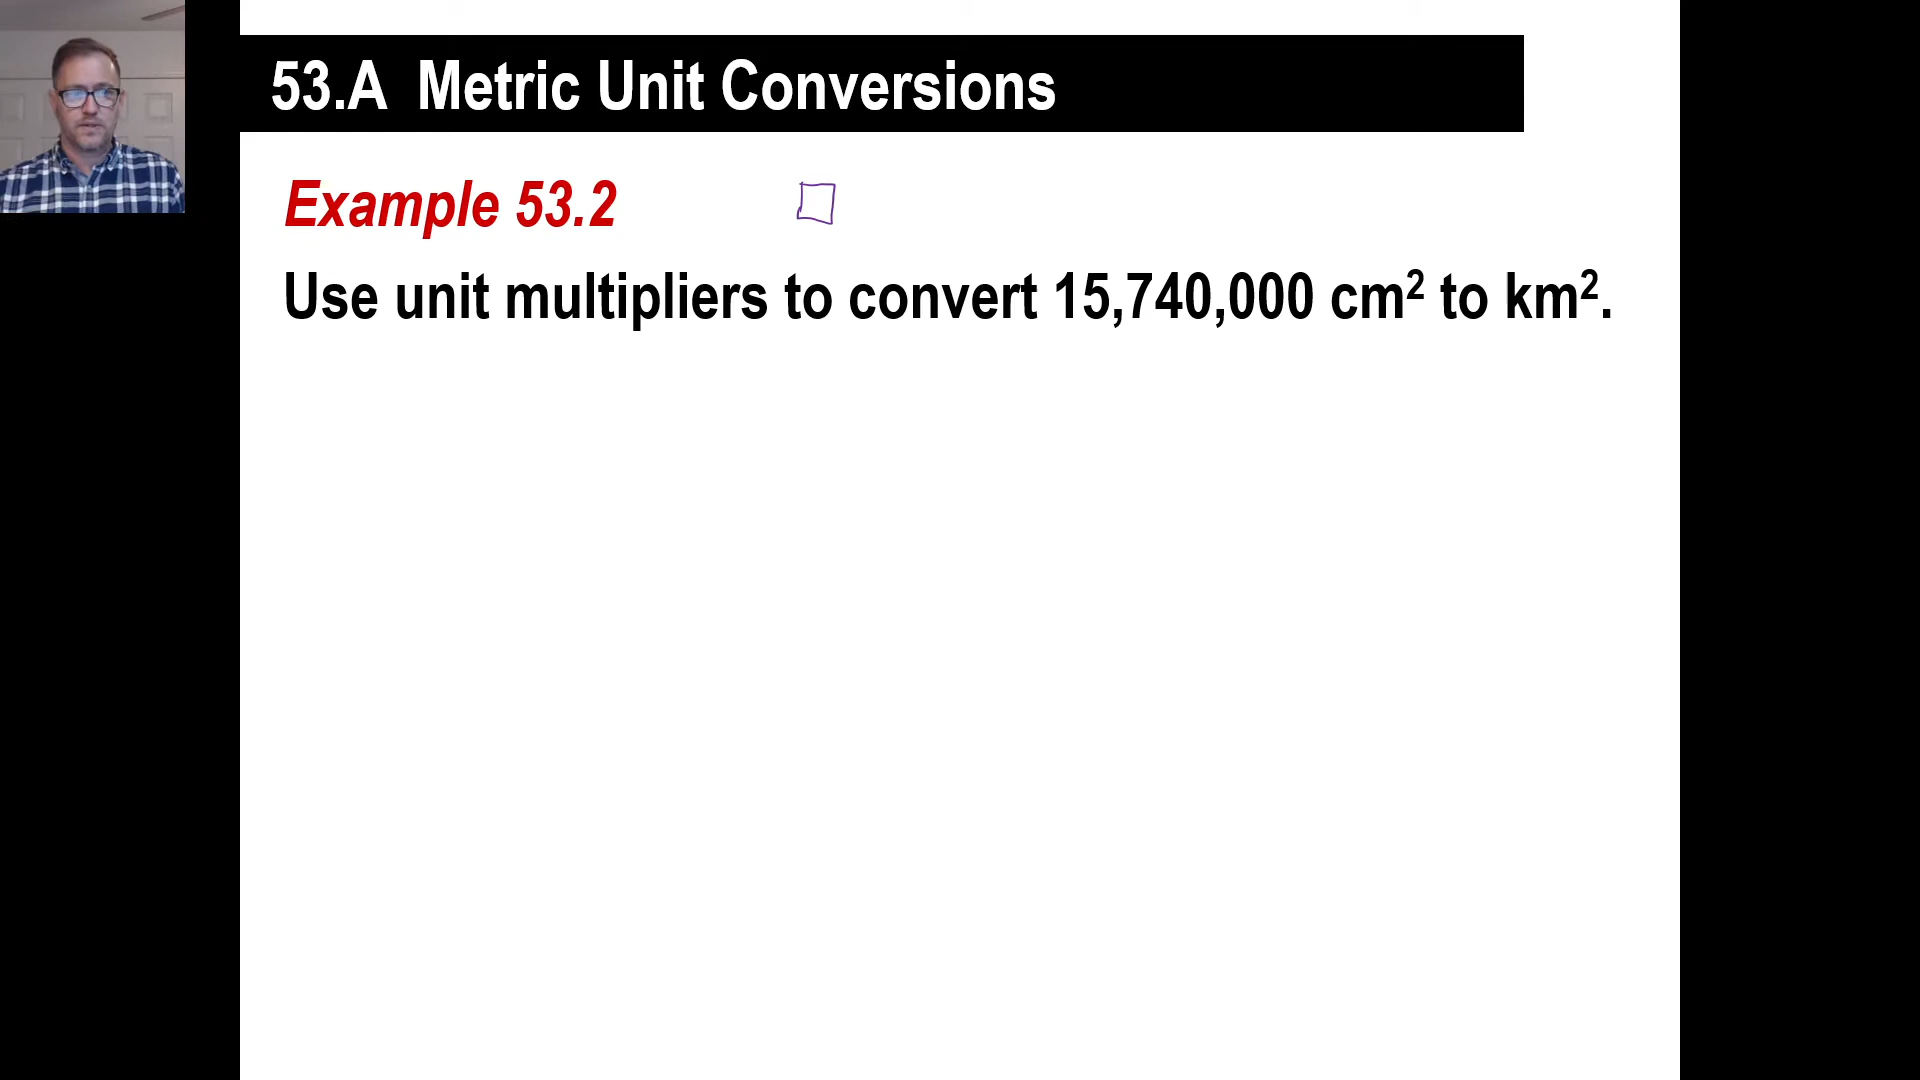 53.A Metric Unit Conversions
Example 53.2
Use unit multipliers to convert 15,740,000 cm² to km².